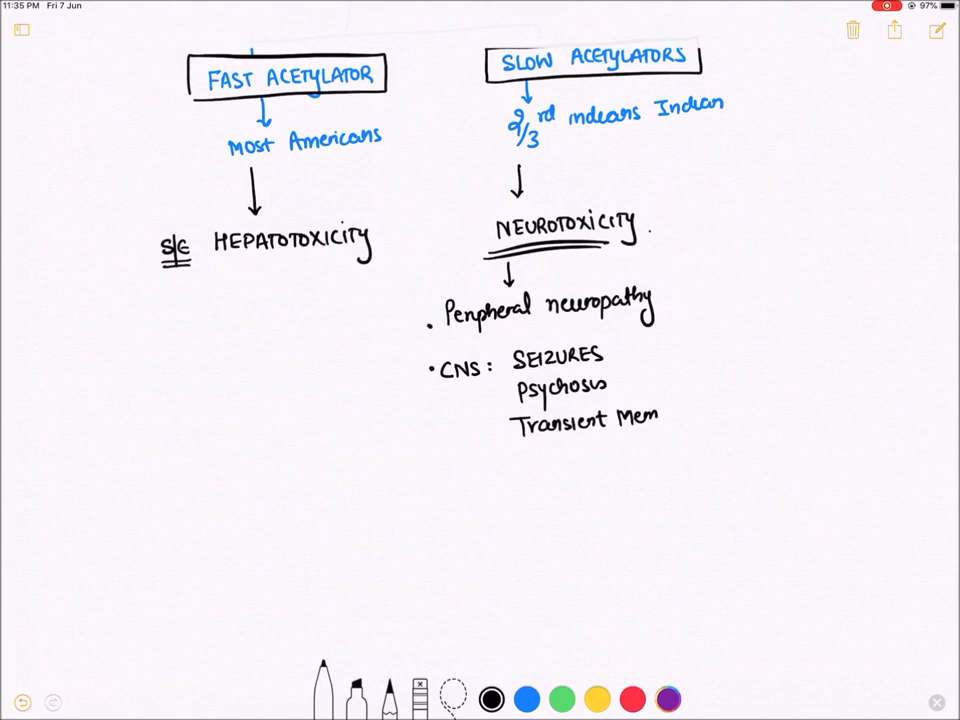 11:35 PM Fri 7 Jun
97%
FAST ACETYLATOR
Most Americans
S/E HEPATOTOXICITY
SLOW ACETYLATORS
2/3 rd indians Indian
NEUROTOXICITY.
• Peripheral neuropathy
• CNS: SEIZURES
Psychosis
Transient Mem